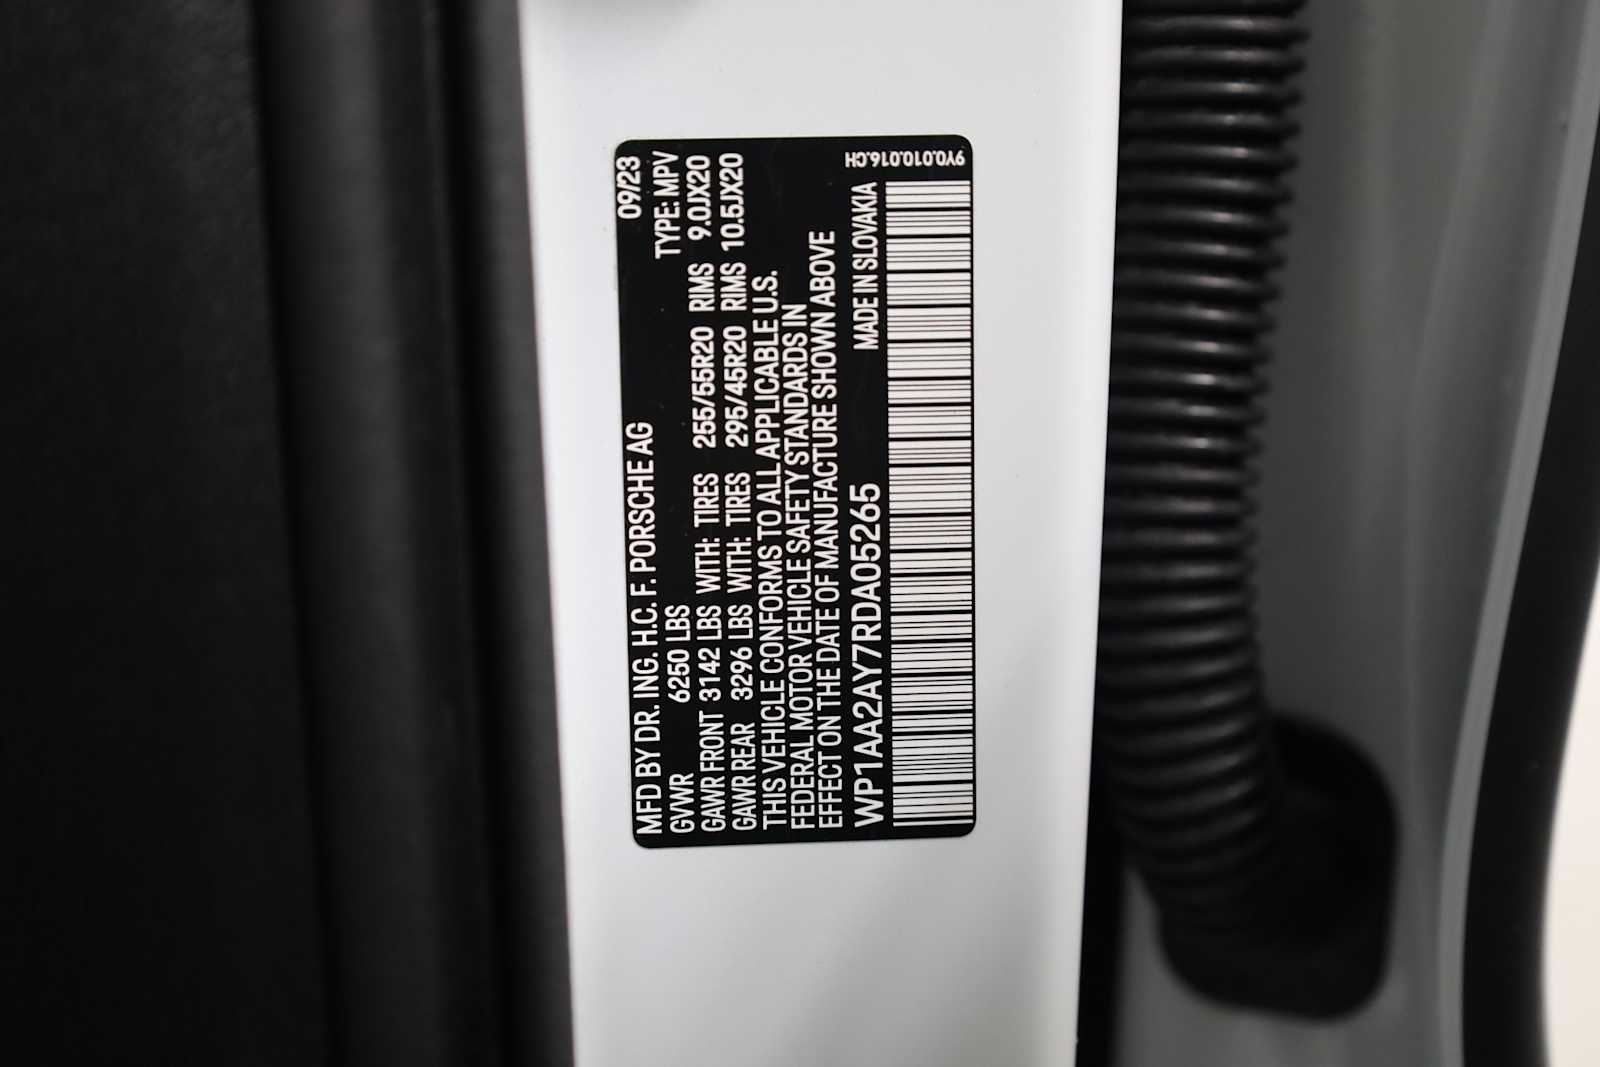 09/23
MFD BY DR. ING. H.C. F. PORSCHE AG
GVWR 6250 LBS TYPE: MPV
GAWR FRONT 3142 LBS WITH: TIRES 255/55R20 RIMS 9.0JX20
GAWR REAR 3296 LBS WITH: TIRES 295/45R20 RIMS 10.5JX20
THIS VEHICLE CONFORMS TO ALL APPLICABLE U.S.
FEDERAL MOTOR VEHICLE SAFETY STANDARDS IN
EFFECT ON THE DATE OF MANUFACTURE SHOWN ABOVE
WP1AA2AY7RDA05265 MADE IN SLOVAKIA
9Y0.010.016.CH